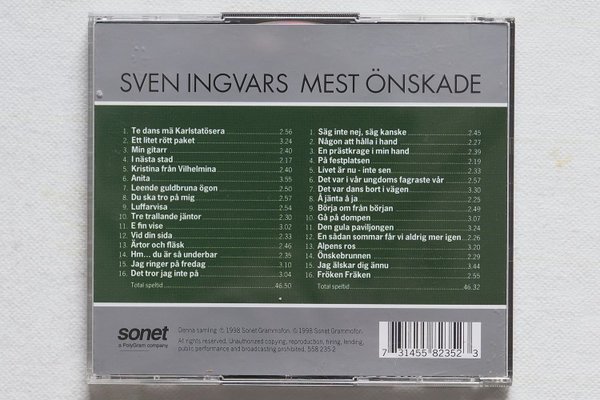 SVEN INGVARS MEST ÖNSKADE
1. Te dans mä Karlstatösera 2.56
2. Ett litet rött paket 3.24
3. Min gitarr 2.40
4. I nästa stad 2.17
5. Kristina från Vilhelmina 2.40
6. Anita 3.55
7. Leende guldbruna ögon 2.50
8. Du ska tro på mig 2.57
9. Luffarvisa 2.54
10. Tre trallande jäntor 2.30
11. E fin vise 3.02
12. Vid din sida 2.33
13. Ärtor och fläsk 2.46
14. Hm... du är så underbar 2.35
15. Jag ringer på fredag 3.10
16. Det tror jag inte på 3.04
Total speltid 46.50
1. Säg inte nej, säg kanske 2.45
2. Någon att hålla i hand 2.27
3. En prästkrage i min hand 2.39
4. På festplatsen 2.19
5. Livet är nu - inte sen 2.33
6. Det var i vår ungdoms fagraste vår 2.57
7. Det var dans bort i vägen 3.30
8. Å jänta å ja 2.25
9. Börja om från början 2.49
10. Gå på dompen 3.07
11. Den gula paviljongen 3.24
12. En sådan sommar får vi aldrig mer igen 2.26
13. Alpens ros 3.20
14. Önskebrunnen 2.29
15. Jag älskar dig ännu 3.44
16. Fröken Fräken 2.55
Total speltid 46.32
sonet
a PolyGram company
Denna samling ℗ 1998 Sonet Grammofon. © 1998 Sonet Grammofon.
All rights reserved. Unauthorized copying, reproduction, hiring, lending,
public performance and broadcasting prohibited. 558 235-2
7 31455 82352 3